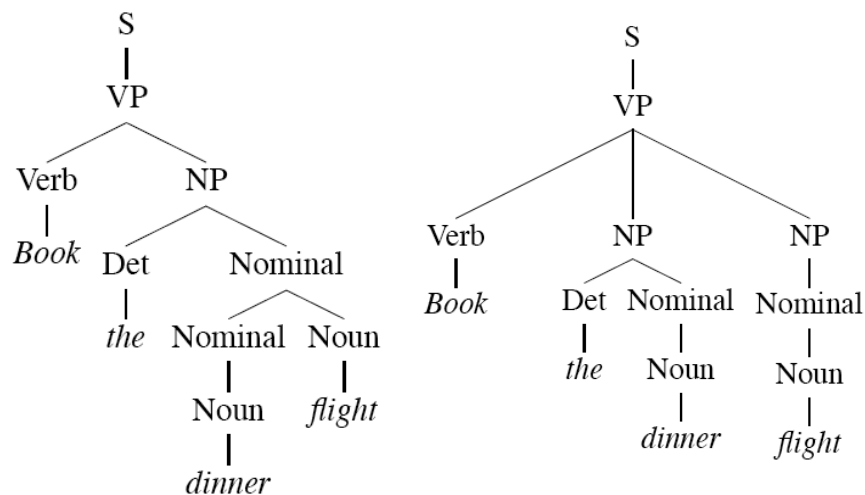 S
VP
Verb NP
Book Det Nominal
the Nominal Noun
Noun flight
dinner
S
VP
Verb NP NP
Book Det Nominal Nominal
the Noun Noun
dinner flight